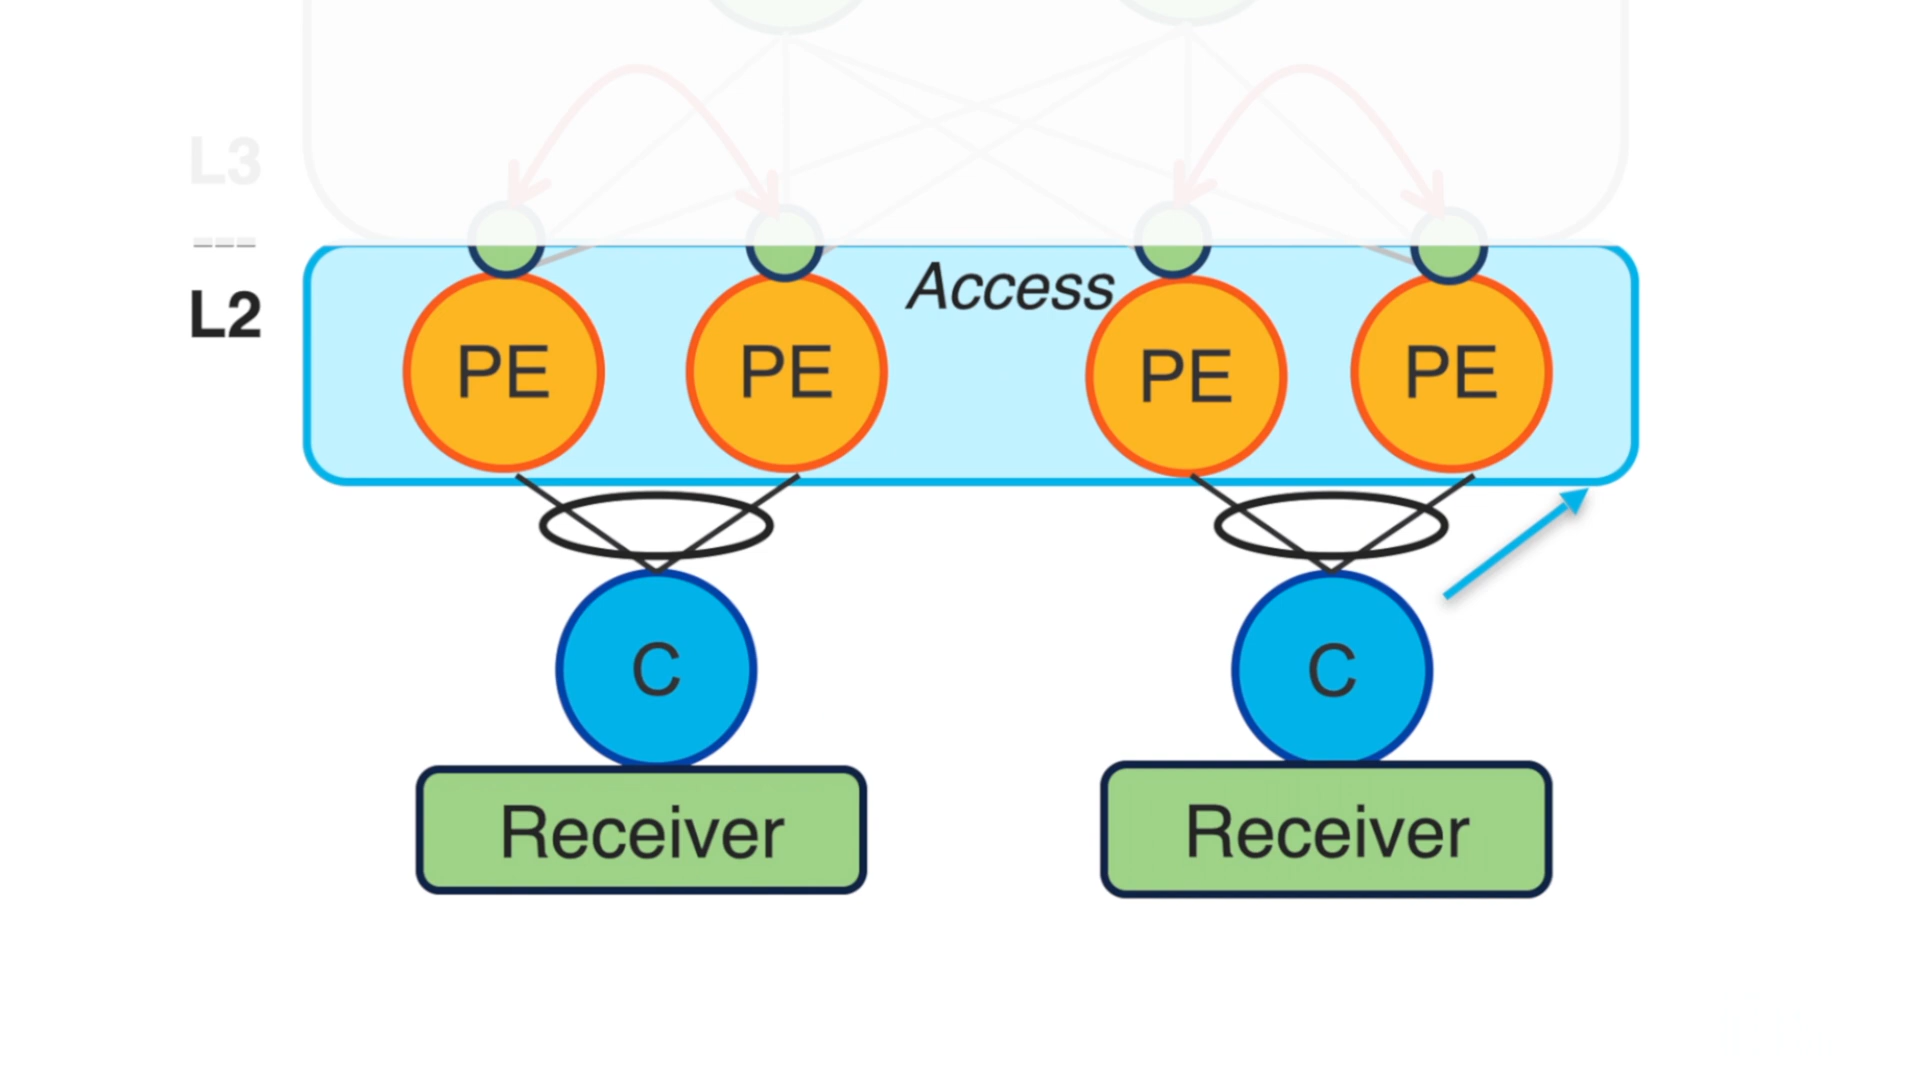 L3
---
L2
Access
PE PE PE PE
C C
Receiver Receiver